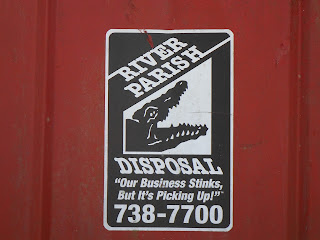 RIVER
PARISH
DISPOSAL
"Our Business Stinks,
But It's Picking Up!"
738-7700